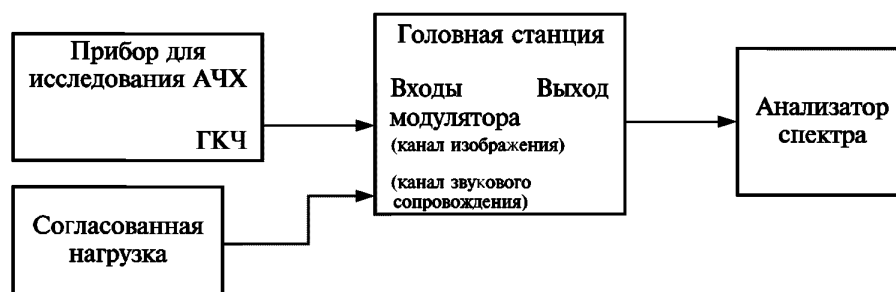 Прибор для
исследования АЧХ
ГКЧ
Согласованная
нагрузка
Головная станция
Входы Выход
модулятора
(канал изображения)
(канал звукового
сопровождения)
Анализатор
спектра